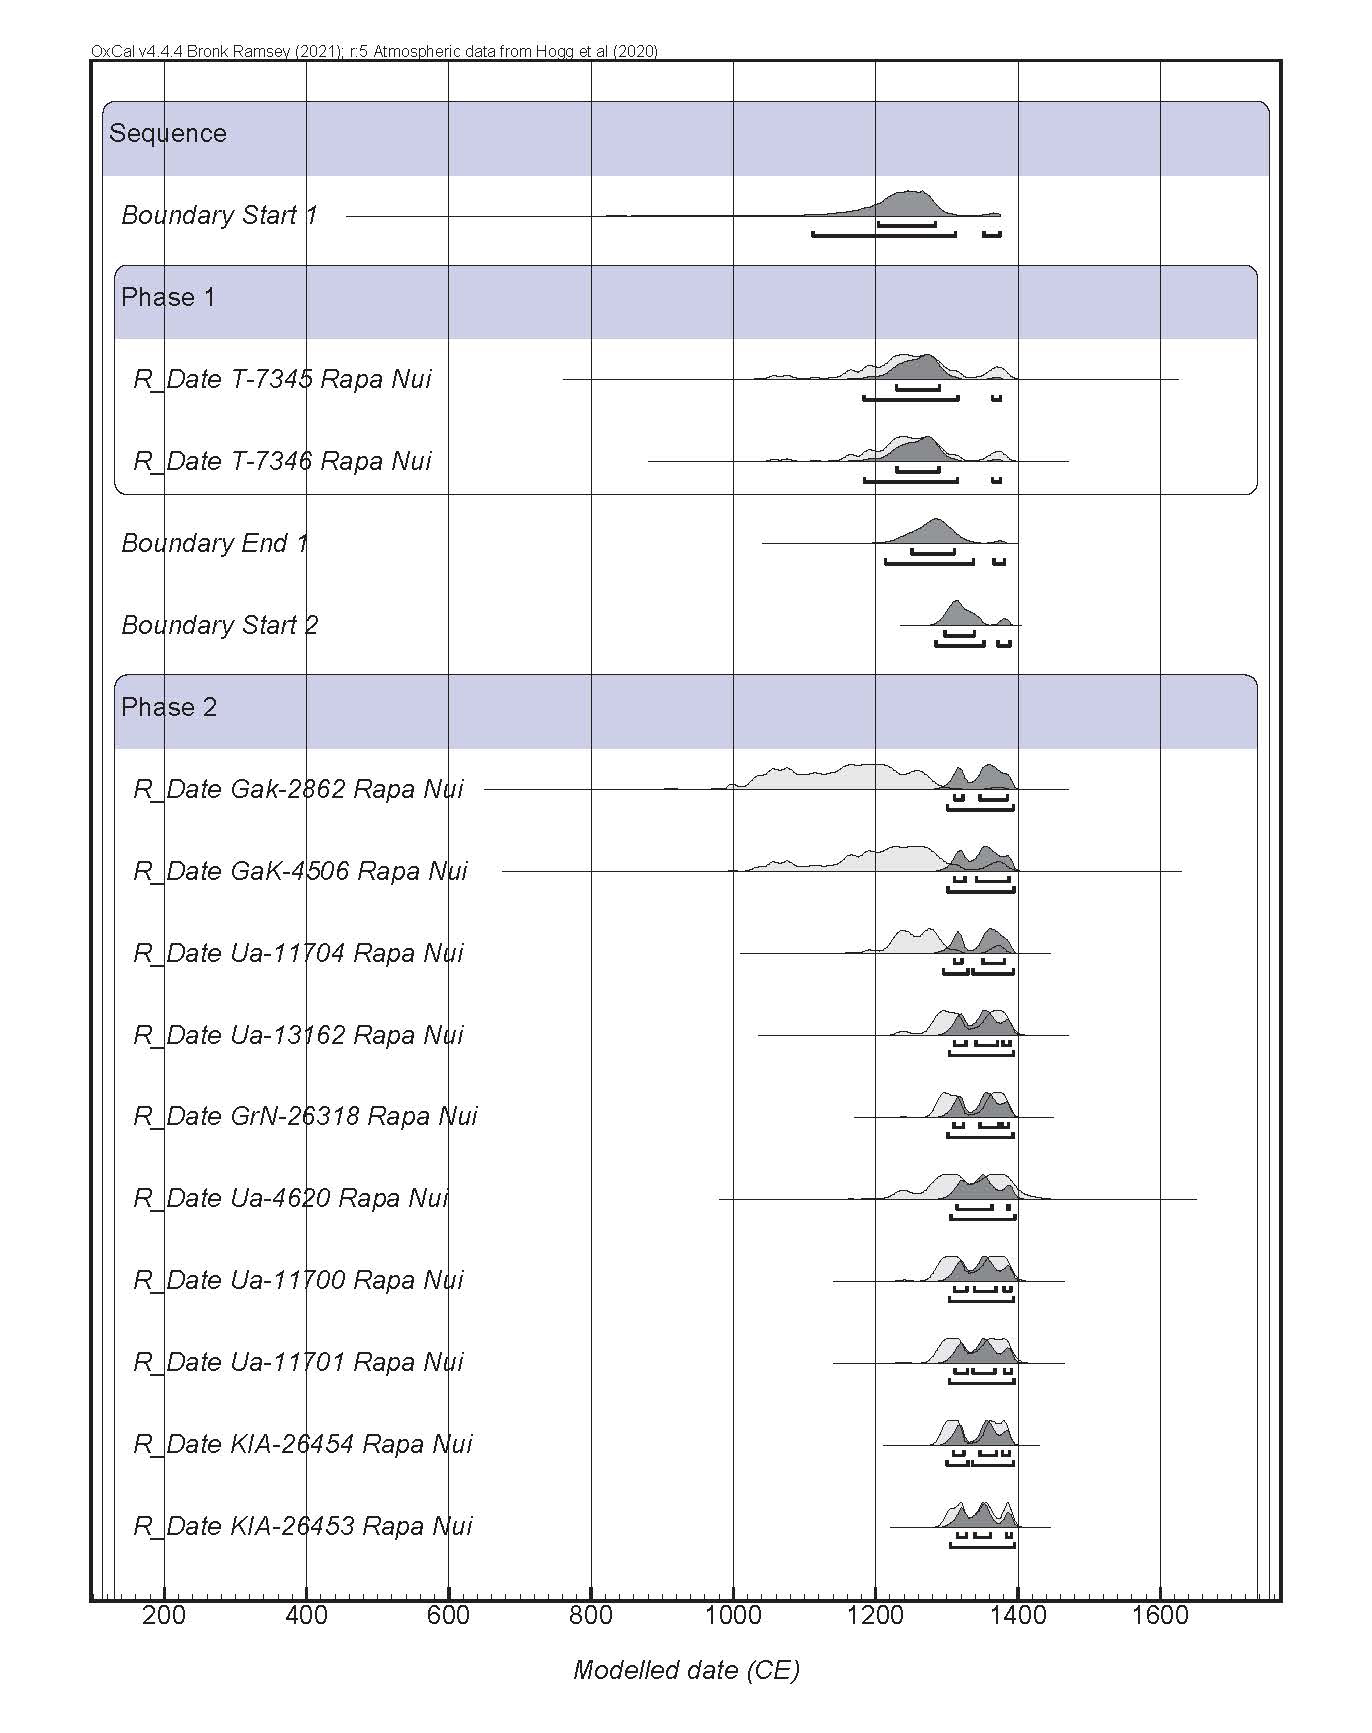 OxCal v4.4.4 Bronk Ramsey (2021); r:5 Atmospheric data from Hogg et al (2020)
Sequence
Boundary Start 1
Phase 1
R_Date T-7345 Rapa Nui
R_Date T-7346 Rapa Nui
Boundary End 1
Boundary Start 2
Phase 2
R_Date Gak-2862 Rapa Nui
R_Date GaK-4506 Rapa Nui
R_Date Ua-11704 Rapa Nui
R_Date Ua-13162 Rapa Nui
R_Date GrN-26318 Rapa Nui
R_Date Ua-4620 Rapa Nui
R_Date Ua-11700 Rapa Nui
R_Date Ua-11701 Rapa Nui
R_Date KIA-26454 Rapa Nui
R_Date KIA-26453 Rapa Nui
200 400 600 800 1000 1200 1400 1600
Modelled date (CE)